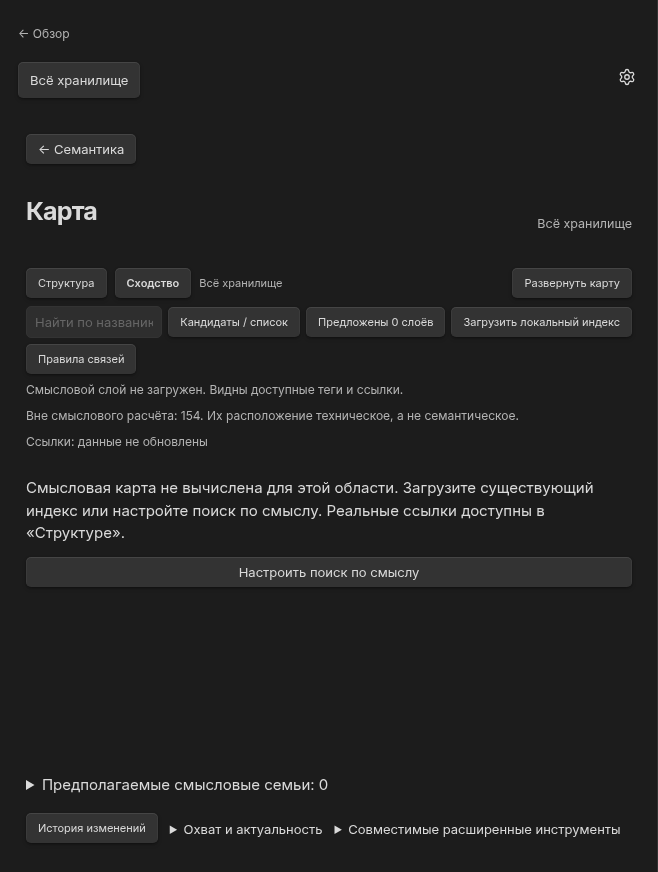 ← Обзор
Всё хранилище
← Семантика
Карта
Всё хранилище
Структура Сходство Всё хранилище Развернуть карту
Найти по названию Кандидаты / список Предложены 0 слоёв Загрузить локальный индекс
Правила связей
Смысловой слой не загружен. Видны доступные теги и ссылки.
Вне смыслового расчёта: 154. Их расположение техническое, а не семантическое.
Ссылки: данные не обновлены
Смысловая карта не вычислена для этой области. Загрузите существующий
индекс или настройте поиск по смыслу. Реальные ссылки доступны в
«Структуре».
Настроить поиск по смыслу
▶ Предполагаемые смысловые семьи: 0
История изменений ▶ Охват и актуальность ▶ Совместимые расширенные инструменты